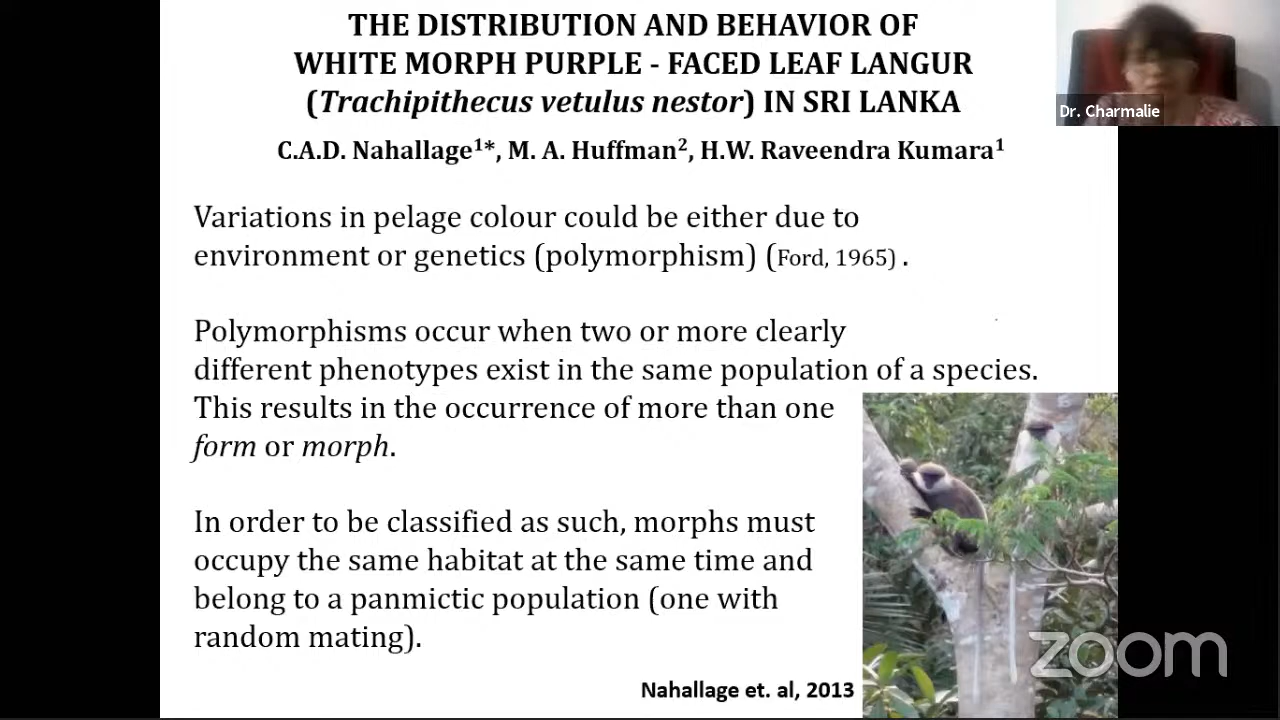 THE DISTRIBUTION AND BEHAVIOR OF
WHITE MORPH PURPLE - FACED LEAF LANGUR
(Trachipithecus vetulus nestor) IN SRI LANKA
C.A.D. Nahallage1*, M. A. Huffman2, H.W. Raveendra Kumara1
Dr. Charmalie
Variations in pelage colour could be either due to
environment or genetics (polymorphism) (Ford, 1965) .
Polymorphisms occur when two or more clearly
different phenotypes exist in the same population of a species.
This results in the occurrence of more than one
form or morph.
In order to be classified as such, morphs must
occupy the same habitat at the same time and
belong to a panmictic population (one with
random mating).
Nahallage et. al, 2013
zoom